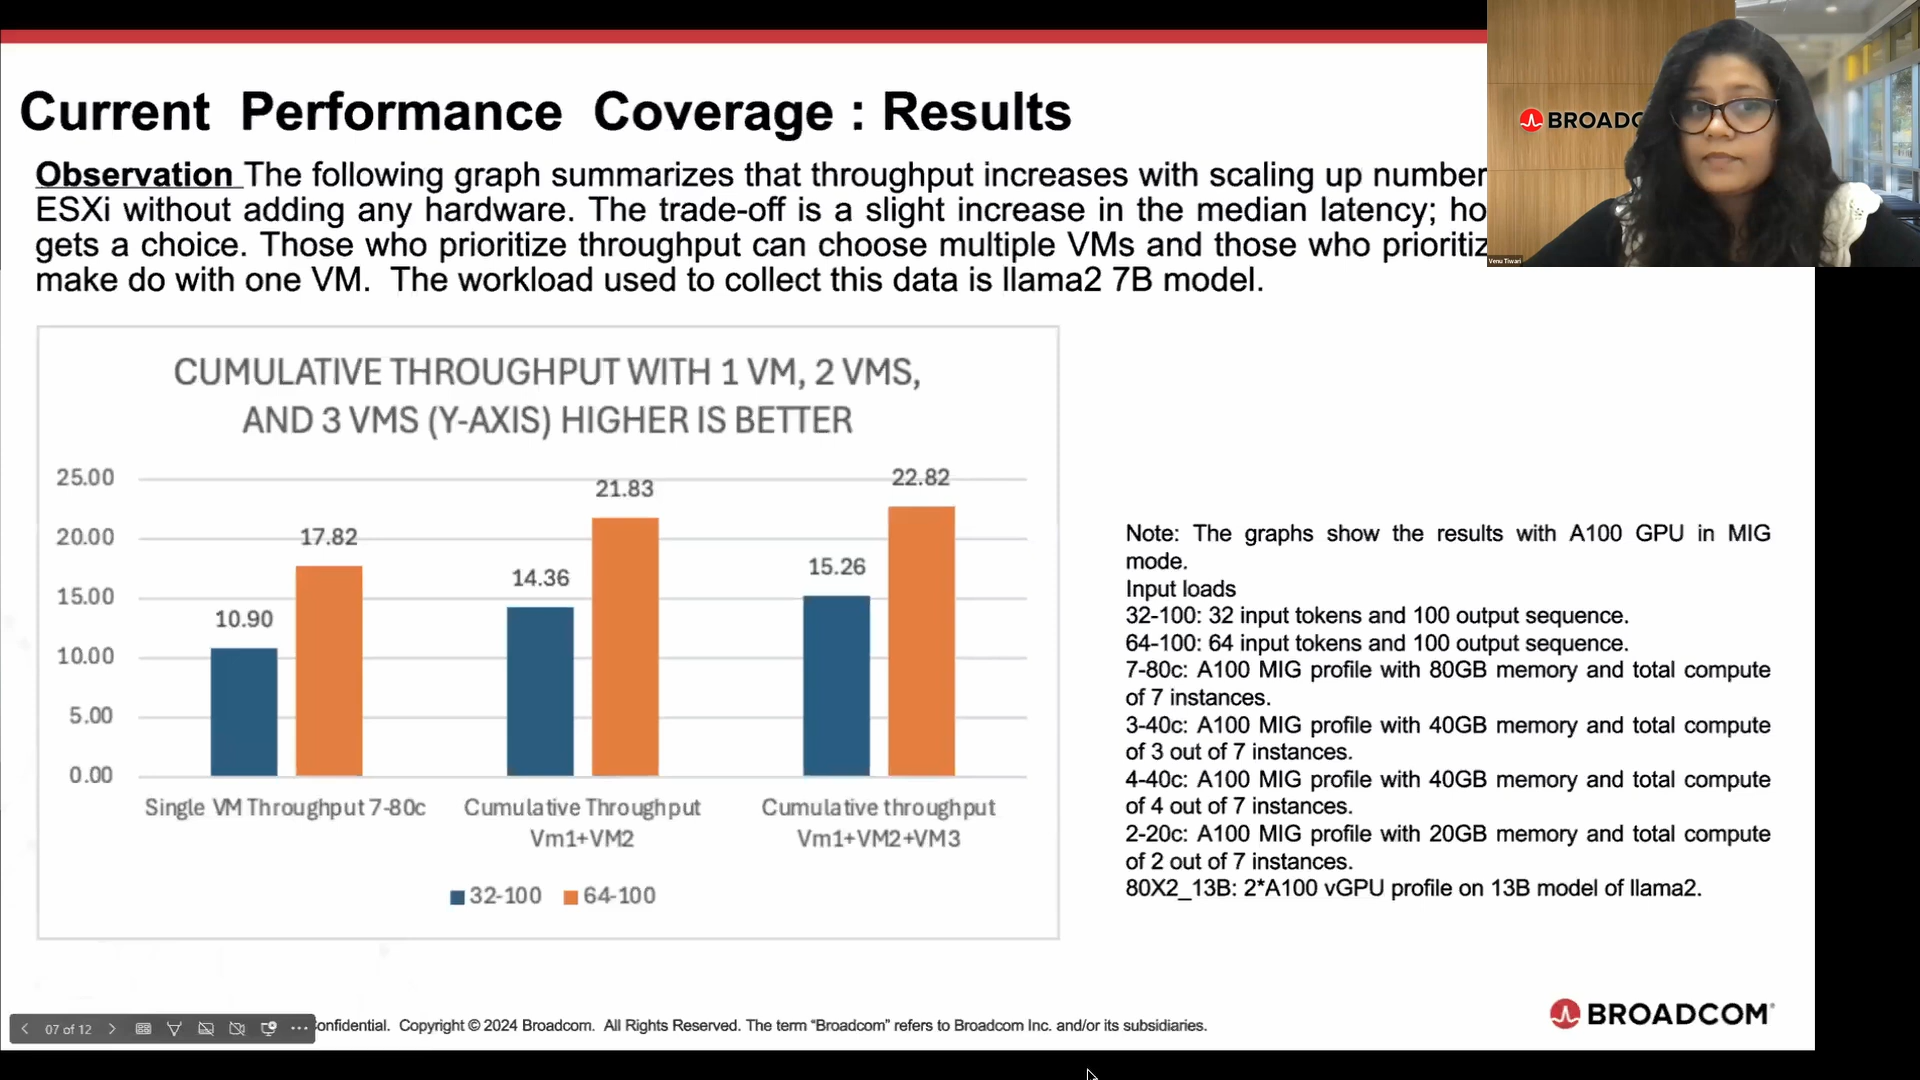 Current Performance Coverage : Results
Observation The following graph summarizes that throughput increases with scaling up number
ESXi without adding any hardware. The trade-off is a slight increase in the median latency; ho
gets a choice. Those who prioritize throughput can choose multiple VMs and those who prioritiz
make do with one VM. The workload used to collect this data is llama2 7B model.
BROADC
Venu Tiwari
CUMULATIVE THROUGHPUT WITH 1 VM, 2 VMS,
AND 3 VMS (Y-AXIS) HIGHER IS BETTER
25.00
20.00
15.00
10.00
5.00
0.00
10.90
17.82
14.36
21.83
15.26
22.82
Single VM Throughput 7-80c
Cumulative Throughput
Vm1+VM2
Cumulative throughput
Vm1+VM2+VM3
32-100
64-100
Note: The graphs show the results with A100 GPU in MIG
mode.
Input loads
32-100: 32 input tokens and 100 output sequence.
64-100: 64 input tokens and 100 output sequence.
7-80c: A100 MIG profile with 80GB memory and total compute
of 7 instances.
3-40c: A100 MIG profile with 40GB memory and total compute
of 3 out of 7 instances.
4-40c: A100 MIG profile with 40GB memory and total compute
of 4 out of 7 instances.
2-20c: A100 MIG profile with 20GB memory and total compute
of 2 out of 7 instances.
80X2_13B: 2*A100 vGPU profile on 13B model of llama2.
07 of 12
onfidential. Copyright © 2024 Broadcom. All Rights Reserved. The term “Broadcom” refers to Broadcom Inc. and/or its subsidiaries.
BROADCOM